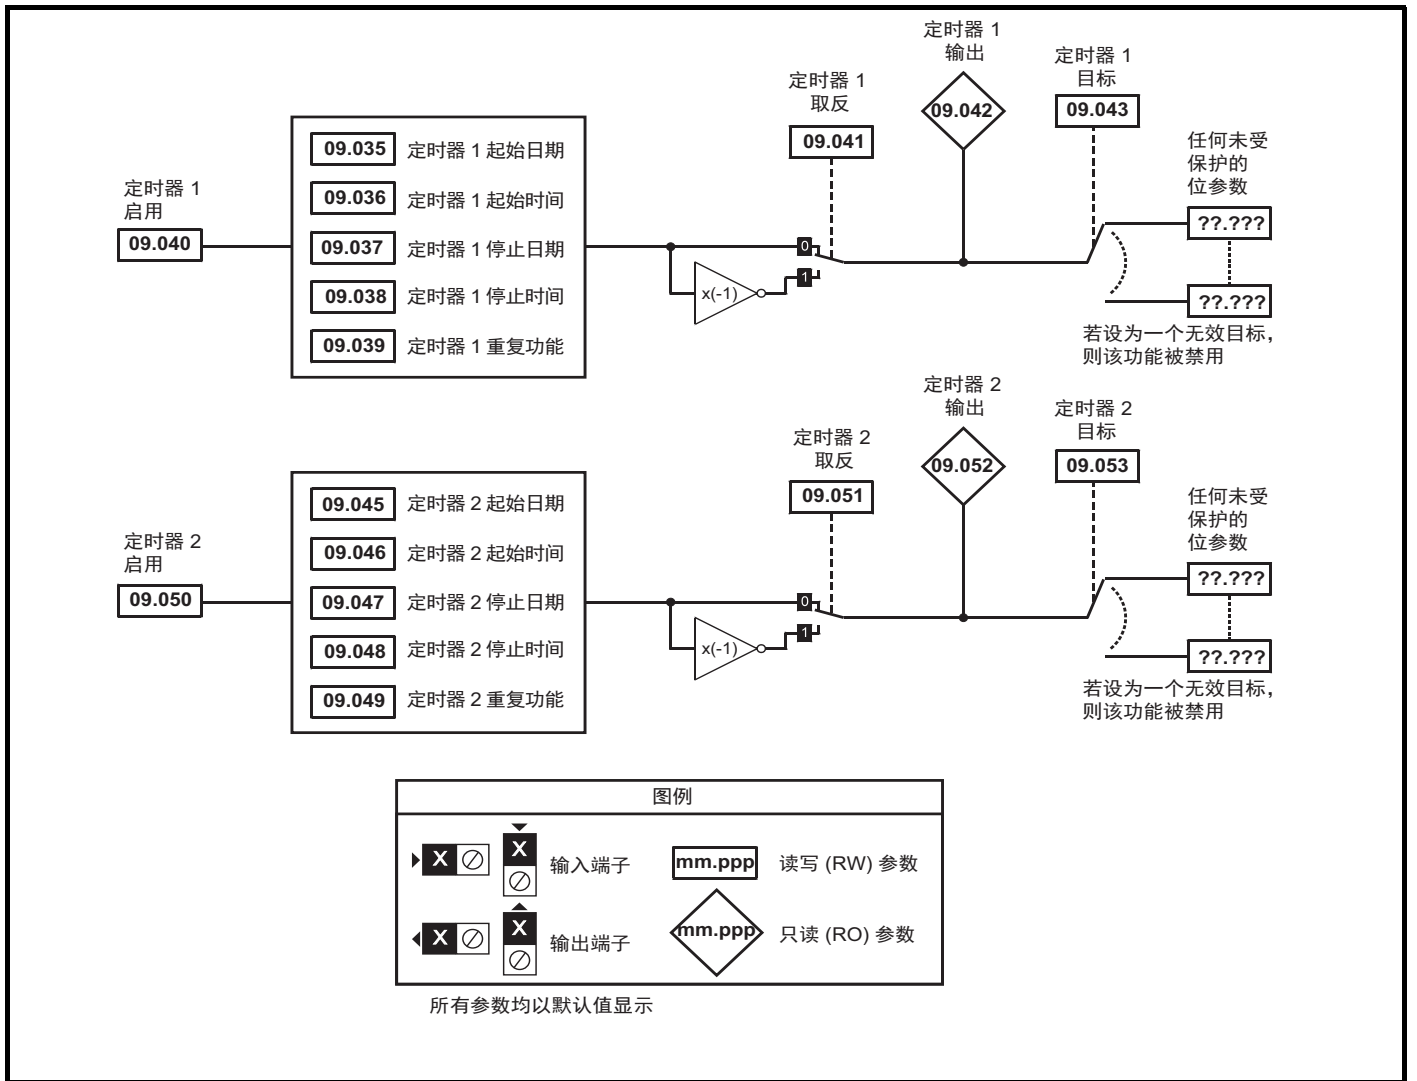 定时器 1
启用
09.040
09.035 定时器 1 起始日期
09.036 定时器 1 起始时间
09.037 定时器 1 停止日期
09.038 定时器 1 停止时间
09.039 定时器 1 重复功能
x(-1)
0
1
定时器 1
取反
09.041
定时器 1
输出
09.042
定时器 1
目标
09.043
任何未受
保护的
位参数
??.???
??.???
若设为一个无效目标，
则该功能被禁用
定时器 2
启用
09.050
09.045 定时器 2 起始日期
09.046 定时器 2 起始时间
09.047 定时器 2 停止日期
09.048 定时器 2 停止时间
09.049 定时器 2 重复功能
x(-1)
0
1
定时器 2
取反
09.051
定时器 2
输出
09.052
定时器 2
目标
09.053
任何未受
保护的
位参数
??.???
??.???
若设为一个无效目标，
则该功能被禁用
图例
X X 输入端子
mm.ppp 读写 (RW) 参数
X X 输出端子
mm.ppp 只读 (RO) 参数
所有参数均以默认值显示